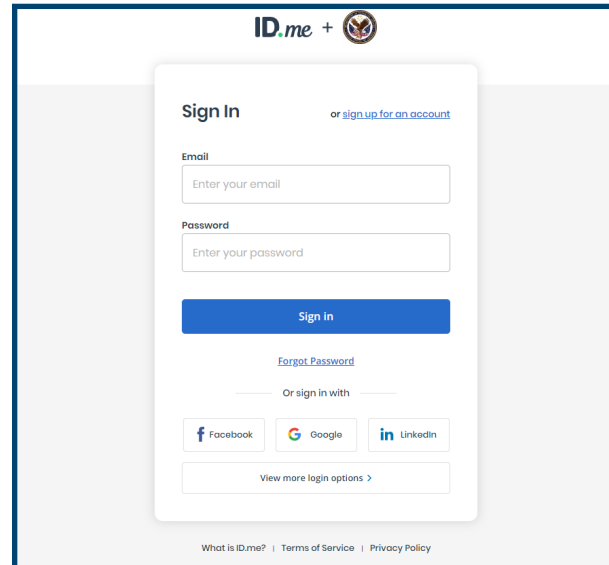 ID.me +
Sign In or sign up for an account
Email
Enter your email
Password
Enter your password
Sign in
Forgot Password
Or sign in with
Facebook Google LinkedIn
View more login options >
What is ID.me? | Terms of Service | Privacy Policy